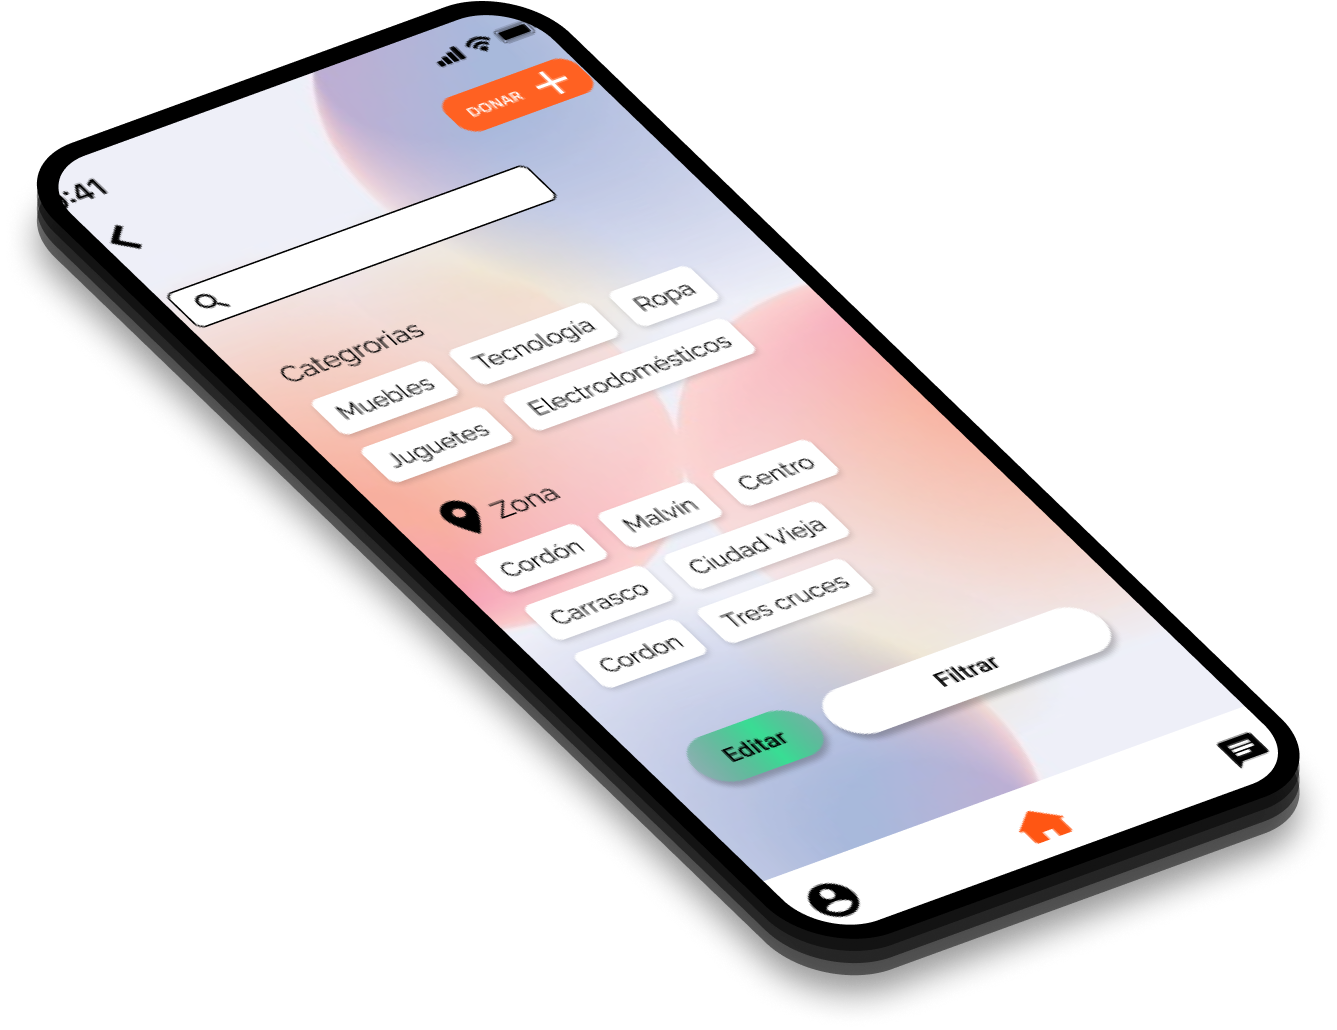 :41
DONAR
Categrorias
Muebles Tecnología Ropa
Juguetes Electrodomésticos
Zona
Cordón Malvin Centro
Carrasco Ciudad Vieja
Cordon Tres cruces
Editar Filtrar